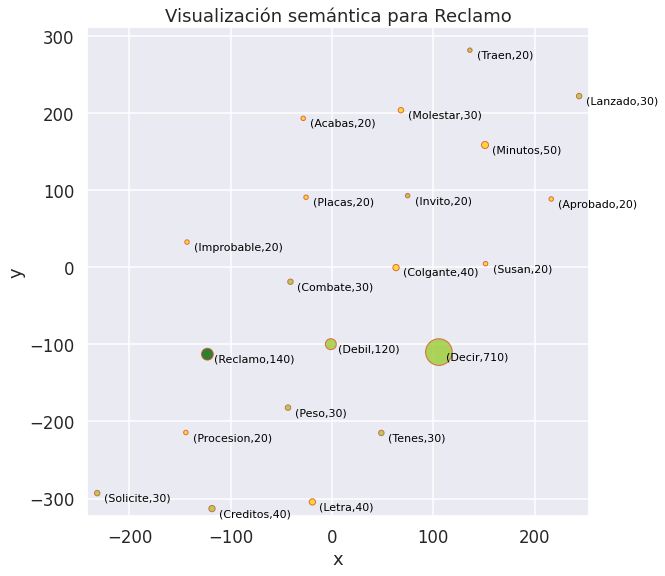 Visualización semántica para Reclamo
300
200
100
0
−100
−200
−300
y
(Traen,20)
(Lanzado,30)
(Molestar,30)
(Acabas,20)
(Minutos,50)
(Placas,20)
(Invito,20)
(Aprobado,20)
(Improbable,20)
(Colgante,40)
(Susan,20)
(Combate,30)
(Debil,120)
(Decir,710)
(Reclamo,140)
(Peso,30)
(Procesion,20)
(Tenes,30)
(Solicite,30)
(Letra,40)
(Creditos,40)
−200
−100
0
100
200
x